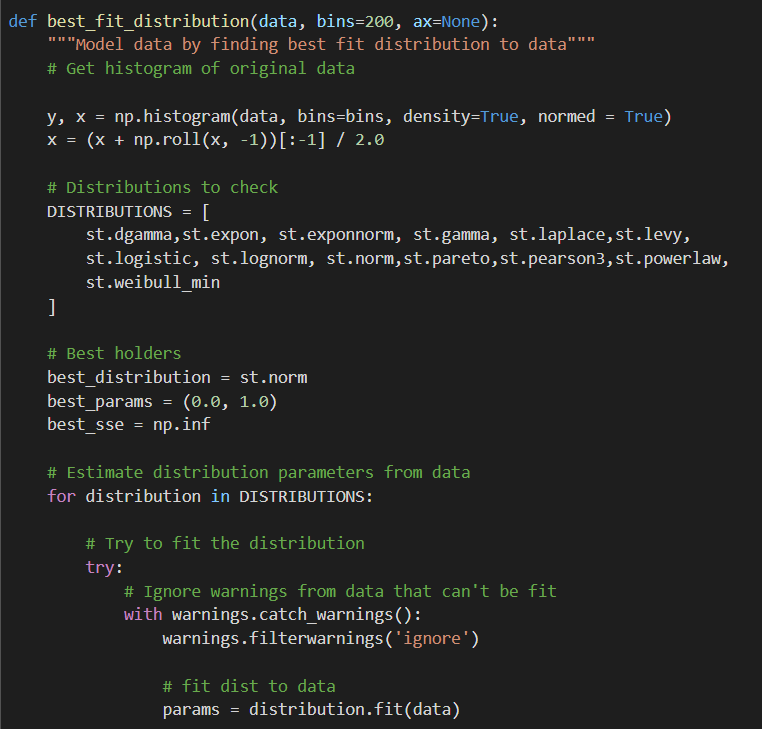 def best_fit_distribution(data, bins=200, ax=None):
    """Model data by finding best fit distribution to data"""
    # Get histogram of original data

    y, x = np.histogram(data, bins=bins, density=True, normed = True)
    x = (x + np.roll(x, -1))[:-1] / 2.0

    # Distributions to check
    DISTRIBUTIONS = [
        st.dgamma,st.expon, st.exponnorm, st.gamma, st.laplace,st.levy,
        st.logistic, st.lognorm, st.norm,st.pareto,st.pearson3,st.powerlaw,
        st.weibull_min
    ]

    # Best holders
    best_distribution = st.norm
    best_params = (0.0, 1.0)
    best_sse = np.inf

    # Estimate distribution parameters from data
    for distribution in DISTRIBUTIONS:

        # Try to fit the distribution
        try:
            # Ignore warnings from data that can't be fit
            with warnings.catch_warnings():
                warnings.filterwarnings('ignore')

                # fit dist to data
                params = distribution.fit(data)